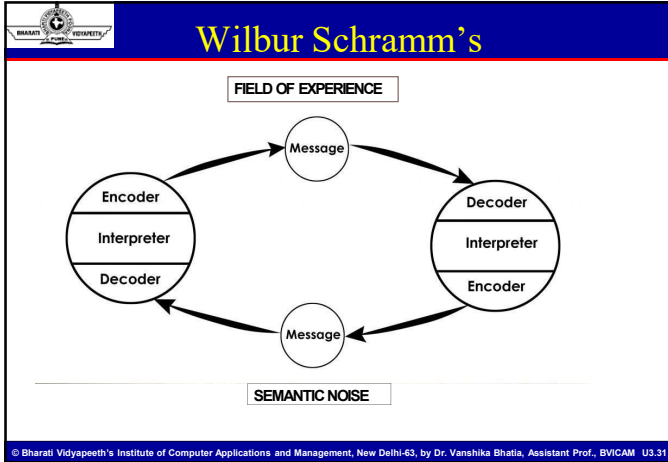 BHARATI VIDYAPEETH
PUNE
Wilbur Schramm's
FIELD OF EXPERIENCE
Message
Encoder
Interpreter
Decoder
Decoder
Interpreter
Encoder
Message
SEMANTIC NOISE
© Bharati Vidyapeeth's Institute of Computer Applications and Management, New Delhi-63, by Dr. Vanshika Bhatia, Assistant Prof., BVICAM U3.31